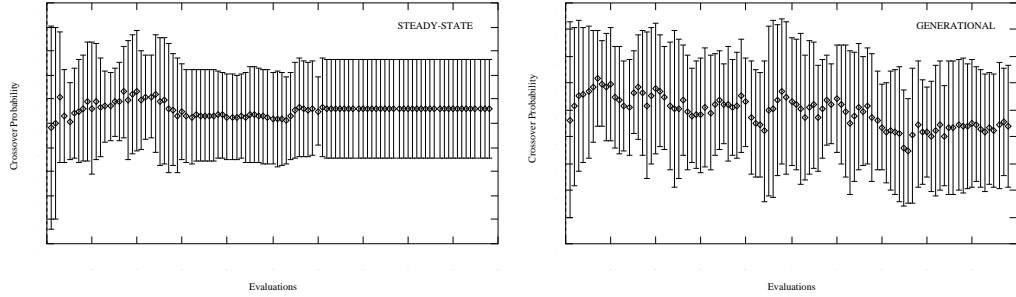 STEADY-STATE
Crossover Probability
Evaluations
GENERATIONAL
Crossover Probability
Evaluations